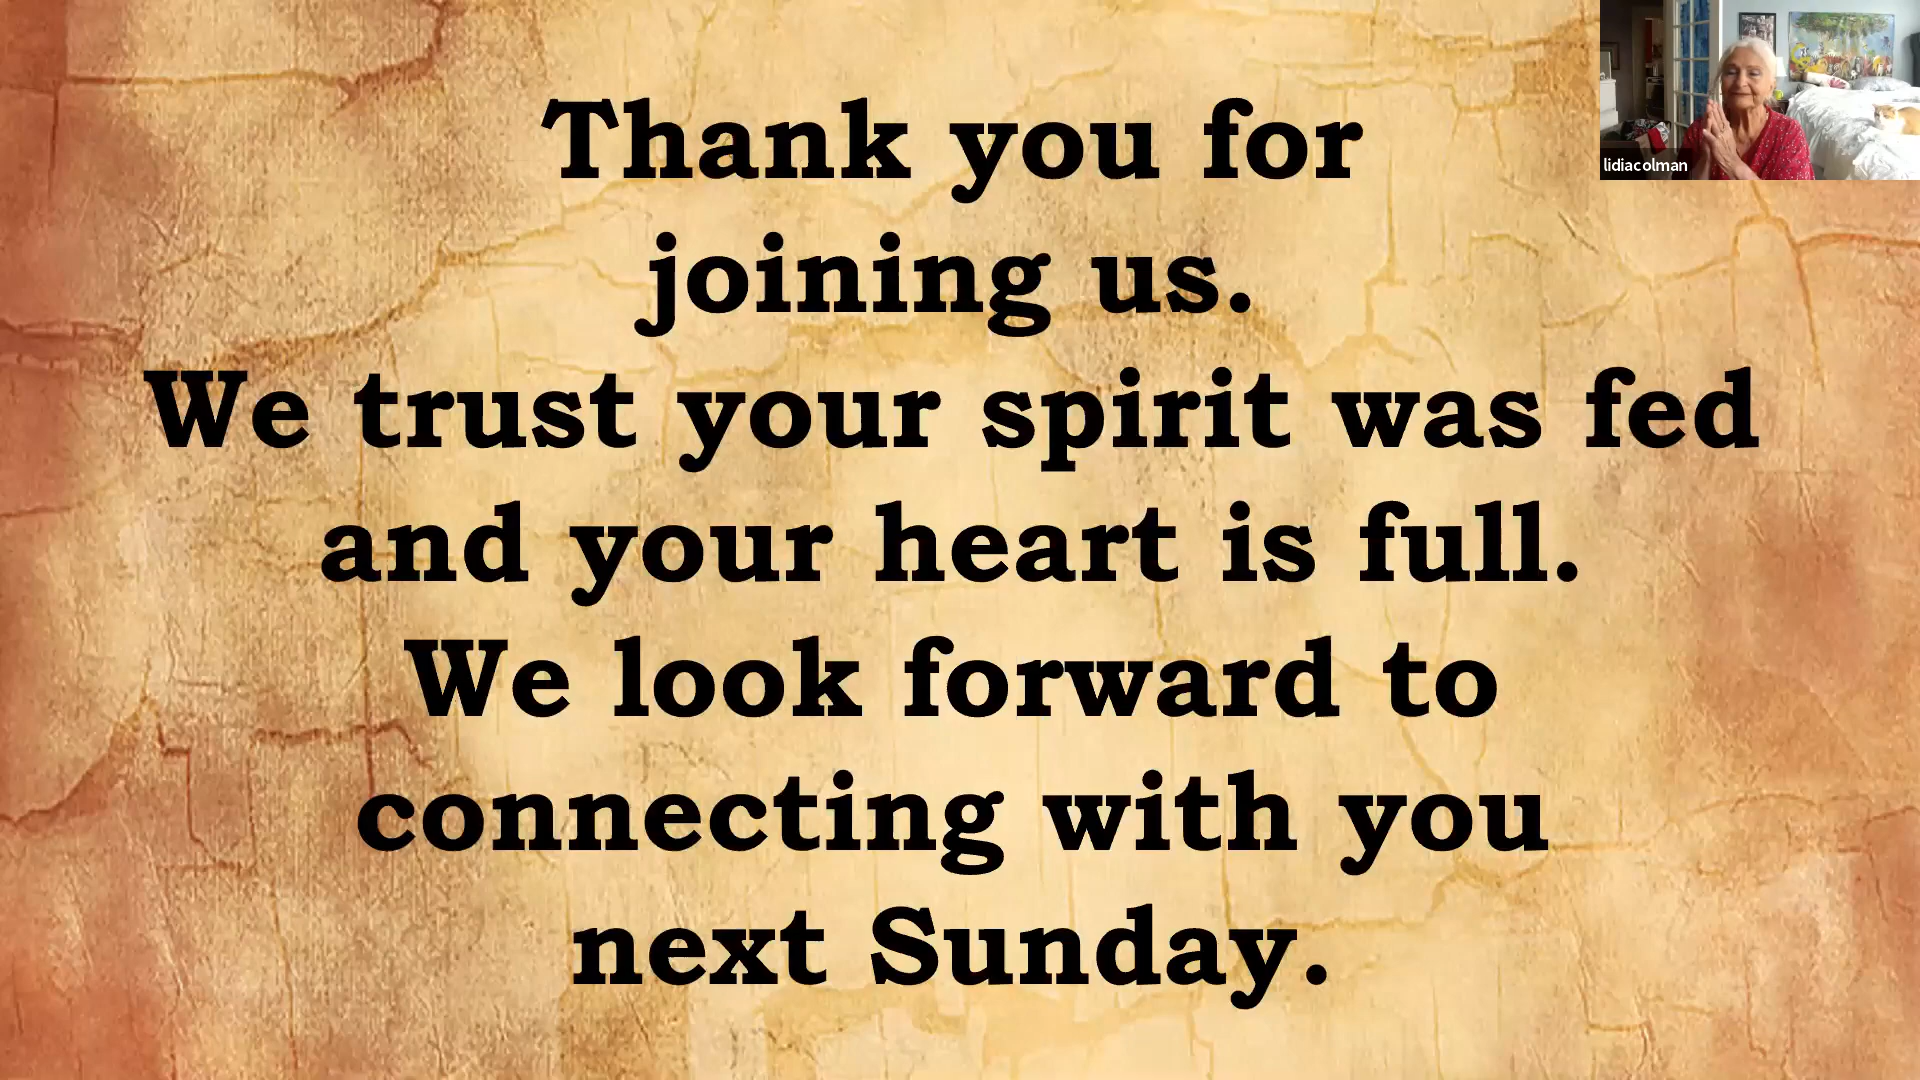 Thank you for
joining us.
We trust your spirit was fed
and your heart is full.
We look forward to
connecting with you
next Sunday.
lidiacolman